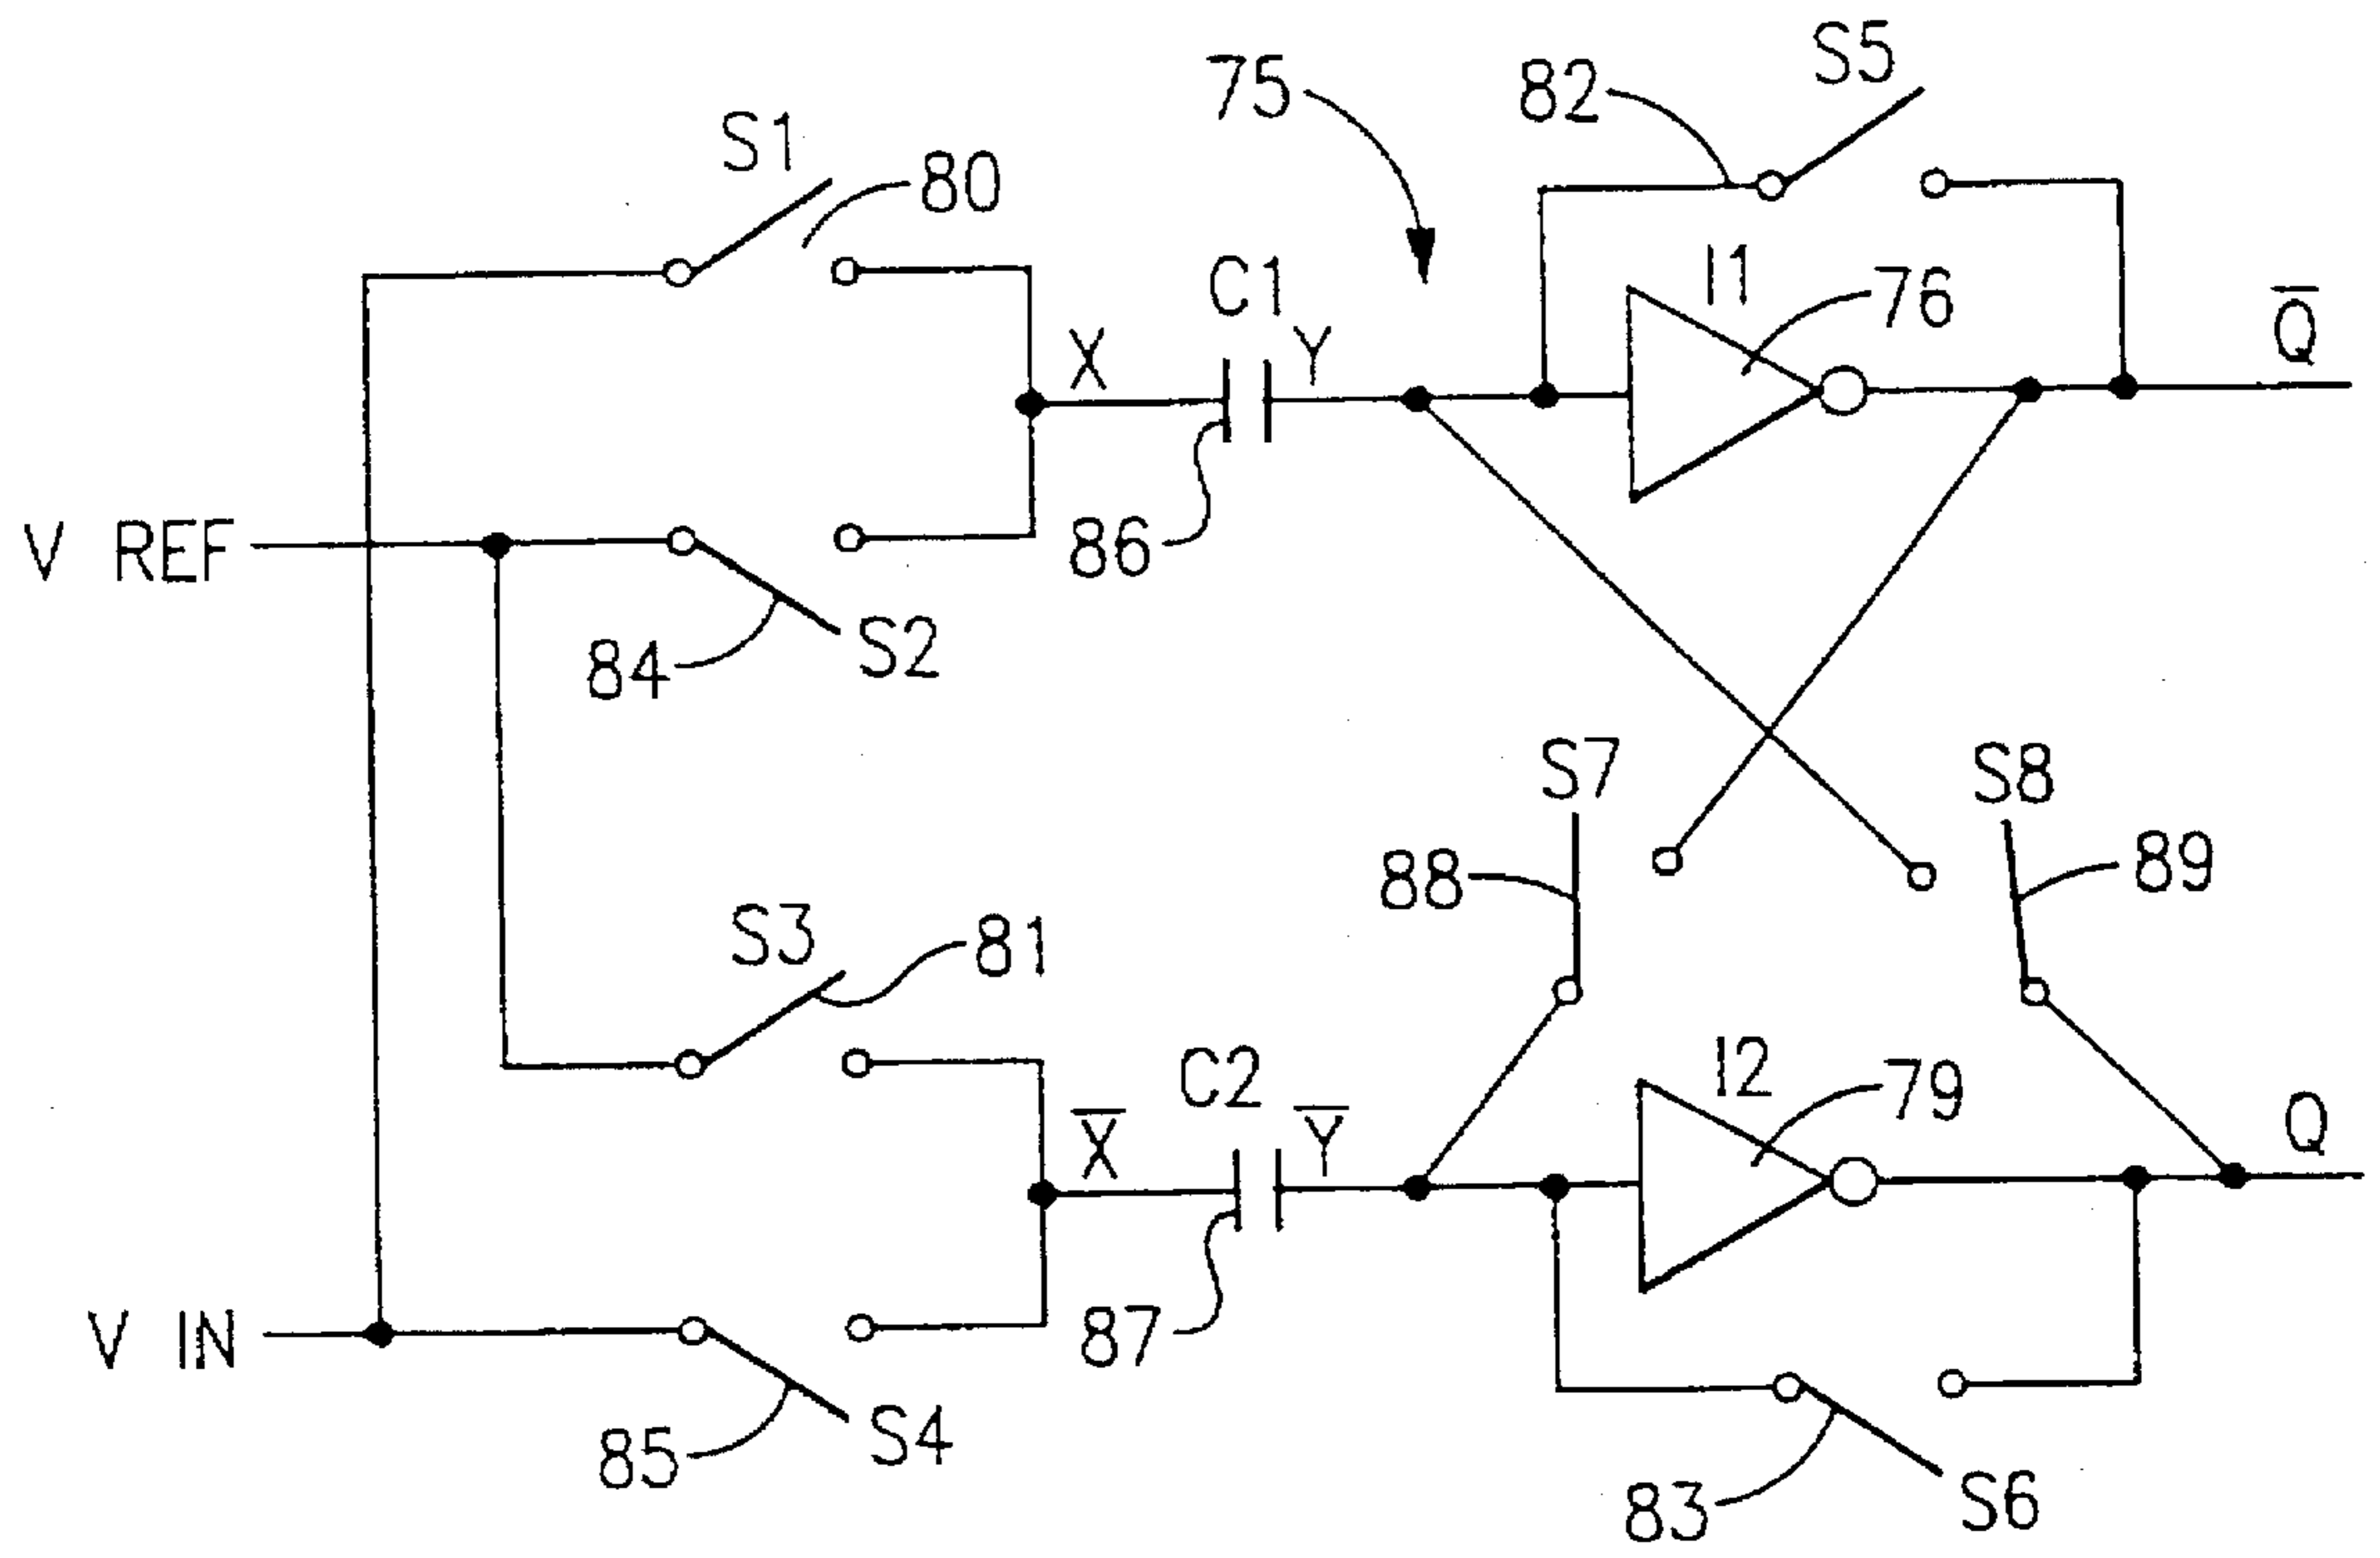 S5
82
75
S1
80
I1
76
C1
Q̅
X
Y
V REF
86
84
S2
S7
S8
88
89
S3
81
I2
79
C2
X̅
Y̅
Q
V IN
87
85
S4
83
S6